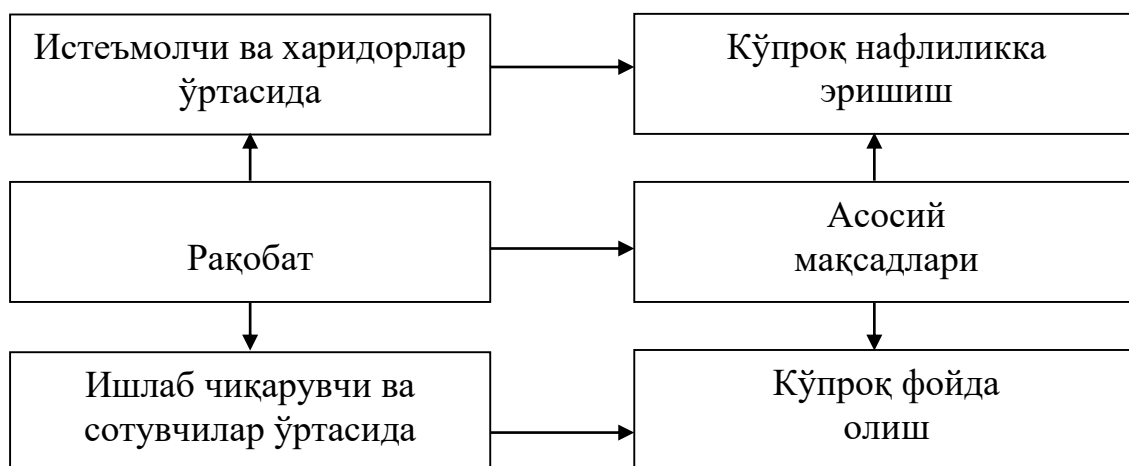 Истеъмолчи ва харидорлар
ўртасида
Кўпроқ нафлиликка
эришиш
Рақобат
Асосий
мақсадлари
Ишлаб чиқарувчи ва
сотувчилар ўртасида
Кўпроқ фойда
олиш